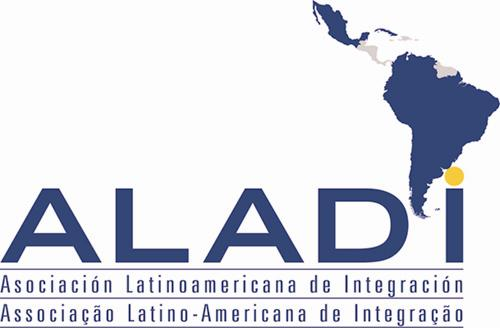 ALADi
Asociación Latinoamericana de Integración
Associação Latino-Americana de Integração